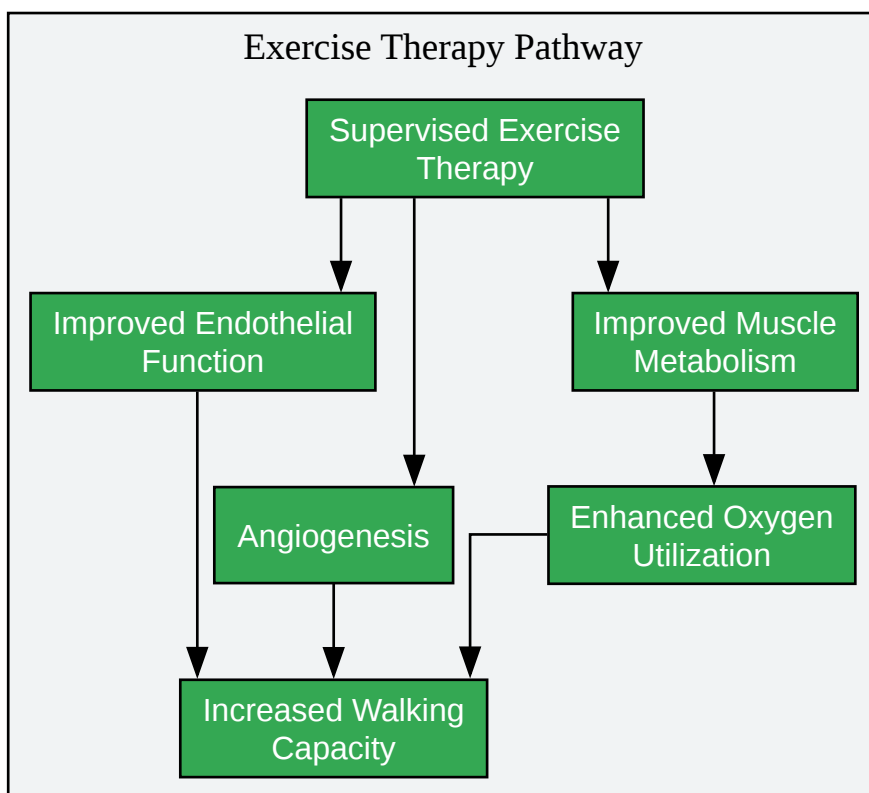 Exercise Therapy Pathway
Supervised Exercise
Therapy
Improved Endothelial
Function
Improved Muscle
Metabolism
Angiogenesis
Enhanced Oxygen
Utilization
Increased Walking
Capacity